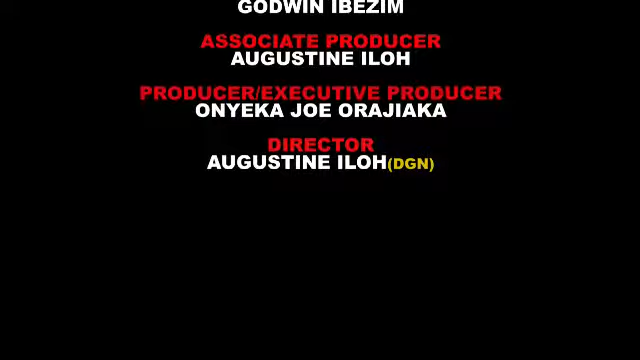 GODWIN IBEZIM
ASSOCIATE PRODUCER
AUGUSTINE ILOH
PRODUCER/EXECUTIVE PRODUCER
ONYEKA JOE ORAJIAKA
DIRECTOR
AUGUSTINE ILOH(DGN)